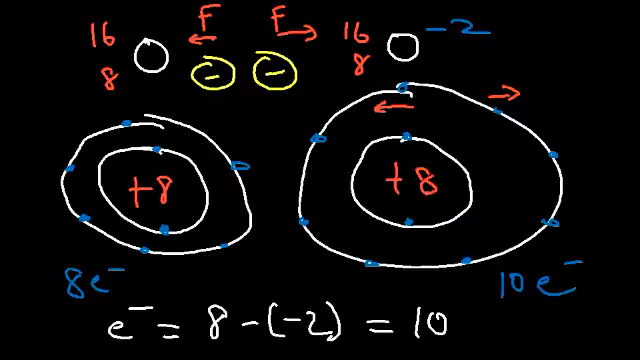 16 F F 16 O -2
8 O - - 8
+8 +8
8e⁻ 10e⁻
e⁻ = 8 - (-2) = 10